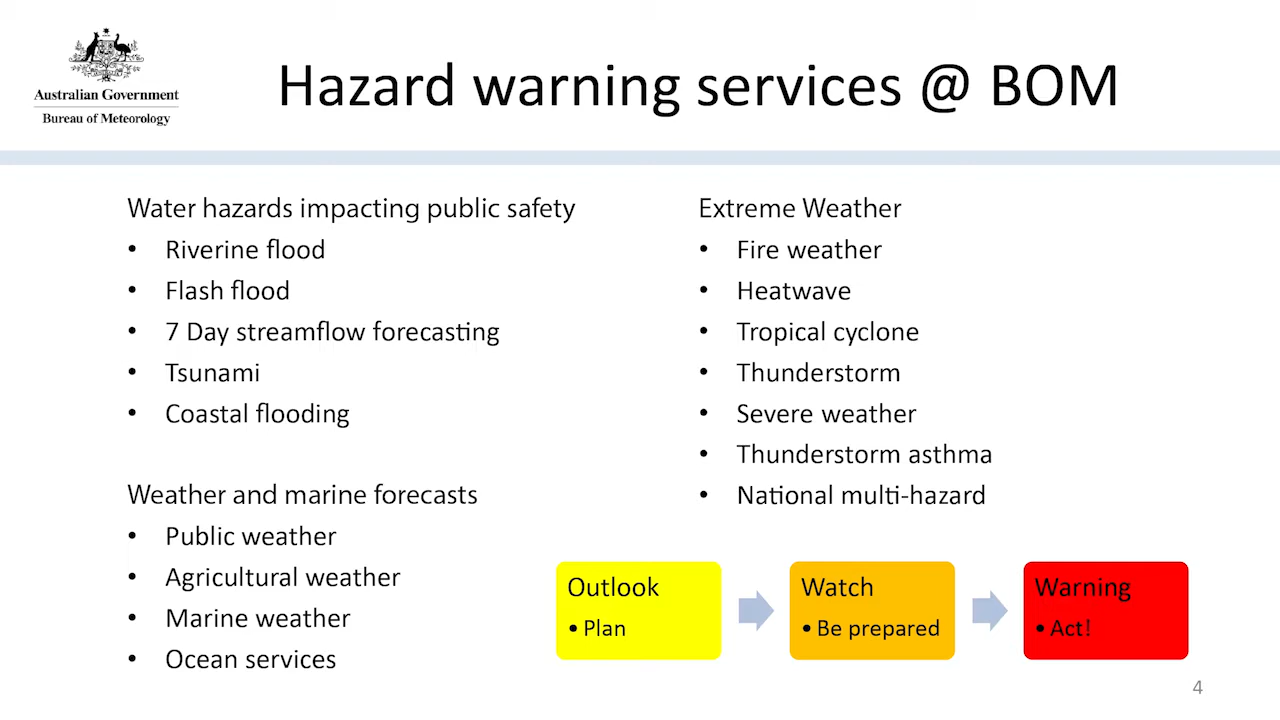 Australian Government
Bureau of Meteorology
Hazard warning services @ BOM
Water hazards impacting public safety
• Riverine flood
• Flash flood
• 7 Day streamflow forecasting
• Tsunami
• Coastal flooding
Weather and marine forecasts
• Public weather
• Agricultural weather
• Marine weather
• Ocean services
Extreme Weather
• Fire weather
• Heatwave
• Tropical cyclone
• Thunderstorm
• Severe weather
• Thunderstorm asthma
• National multi-hazard
Outlook
• Plan
Watch
• Be prepared
Warning
• Act!
4